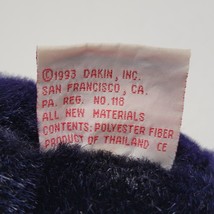 ©1993 DAKIN, INC.
SAN FRANCISCO, CA.
PA. REG. NO. 118
ALL NEW MATERIALS
CONTENTS: POLYESTER FIBER
PRODUCT OF THAILAND CE